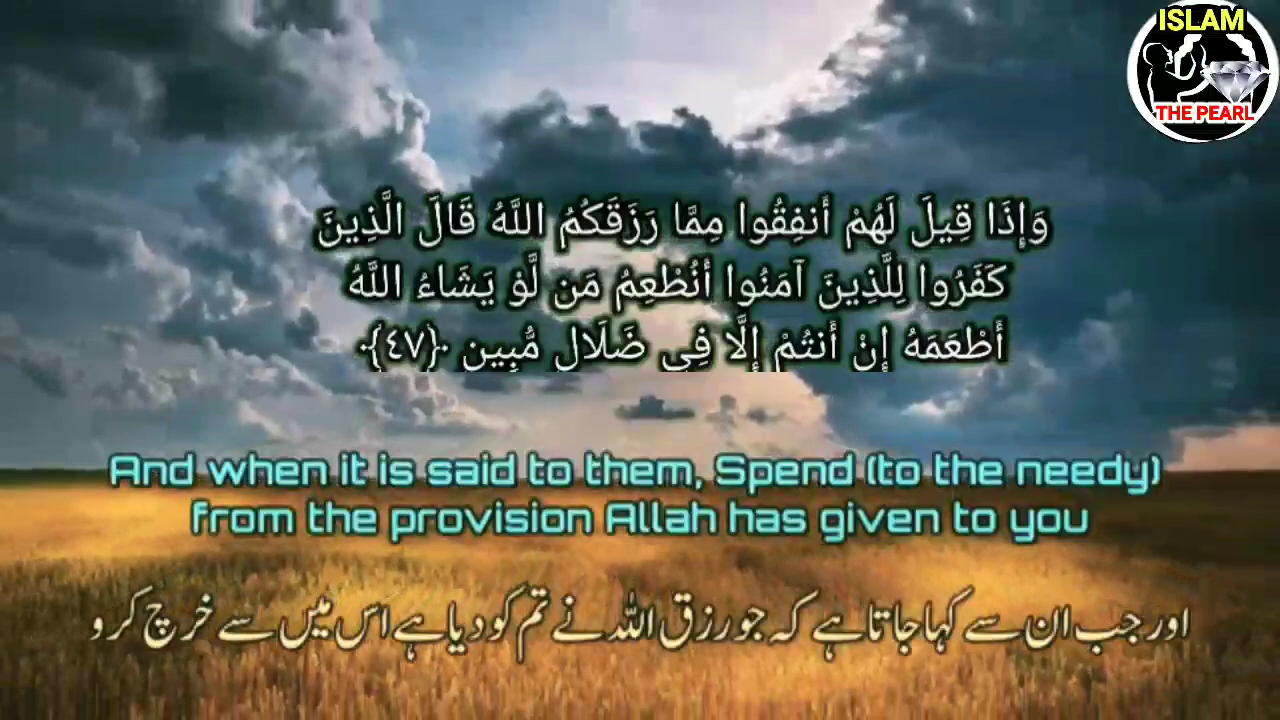 ISLAM
THE PEARL
وَإِذَا قِيلَ لَهُمْ أَنفِقُوا مِمَّا رَزَقَكُمُ اللَّهُ قَالَ الَّذِينَ
كَفَرُوا لِلَّذِينَ آمَنُوا أَنُطْعِمُ مَن لَّوْ يَشَاءُ اللَّهُ
أَطْعَمَهُ إِنْ أَنتُمْ إِلَّا فِي ضَلَالٍ مُّبِينٍ ﴿٤٧﴾
And when it is said to them, Spend (to the needy)
from the provision Allah has given to you
اور جب ان سے کہا جاتا ہے کہ جو رزق اللہ نے تم کو دیا ہے اس میں سے خرچ کرو